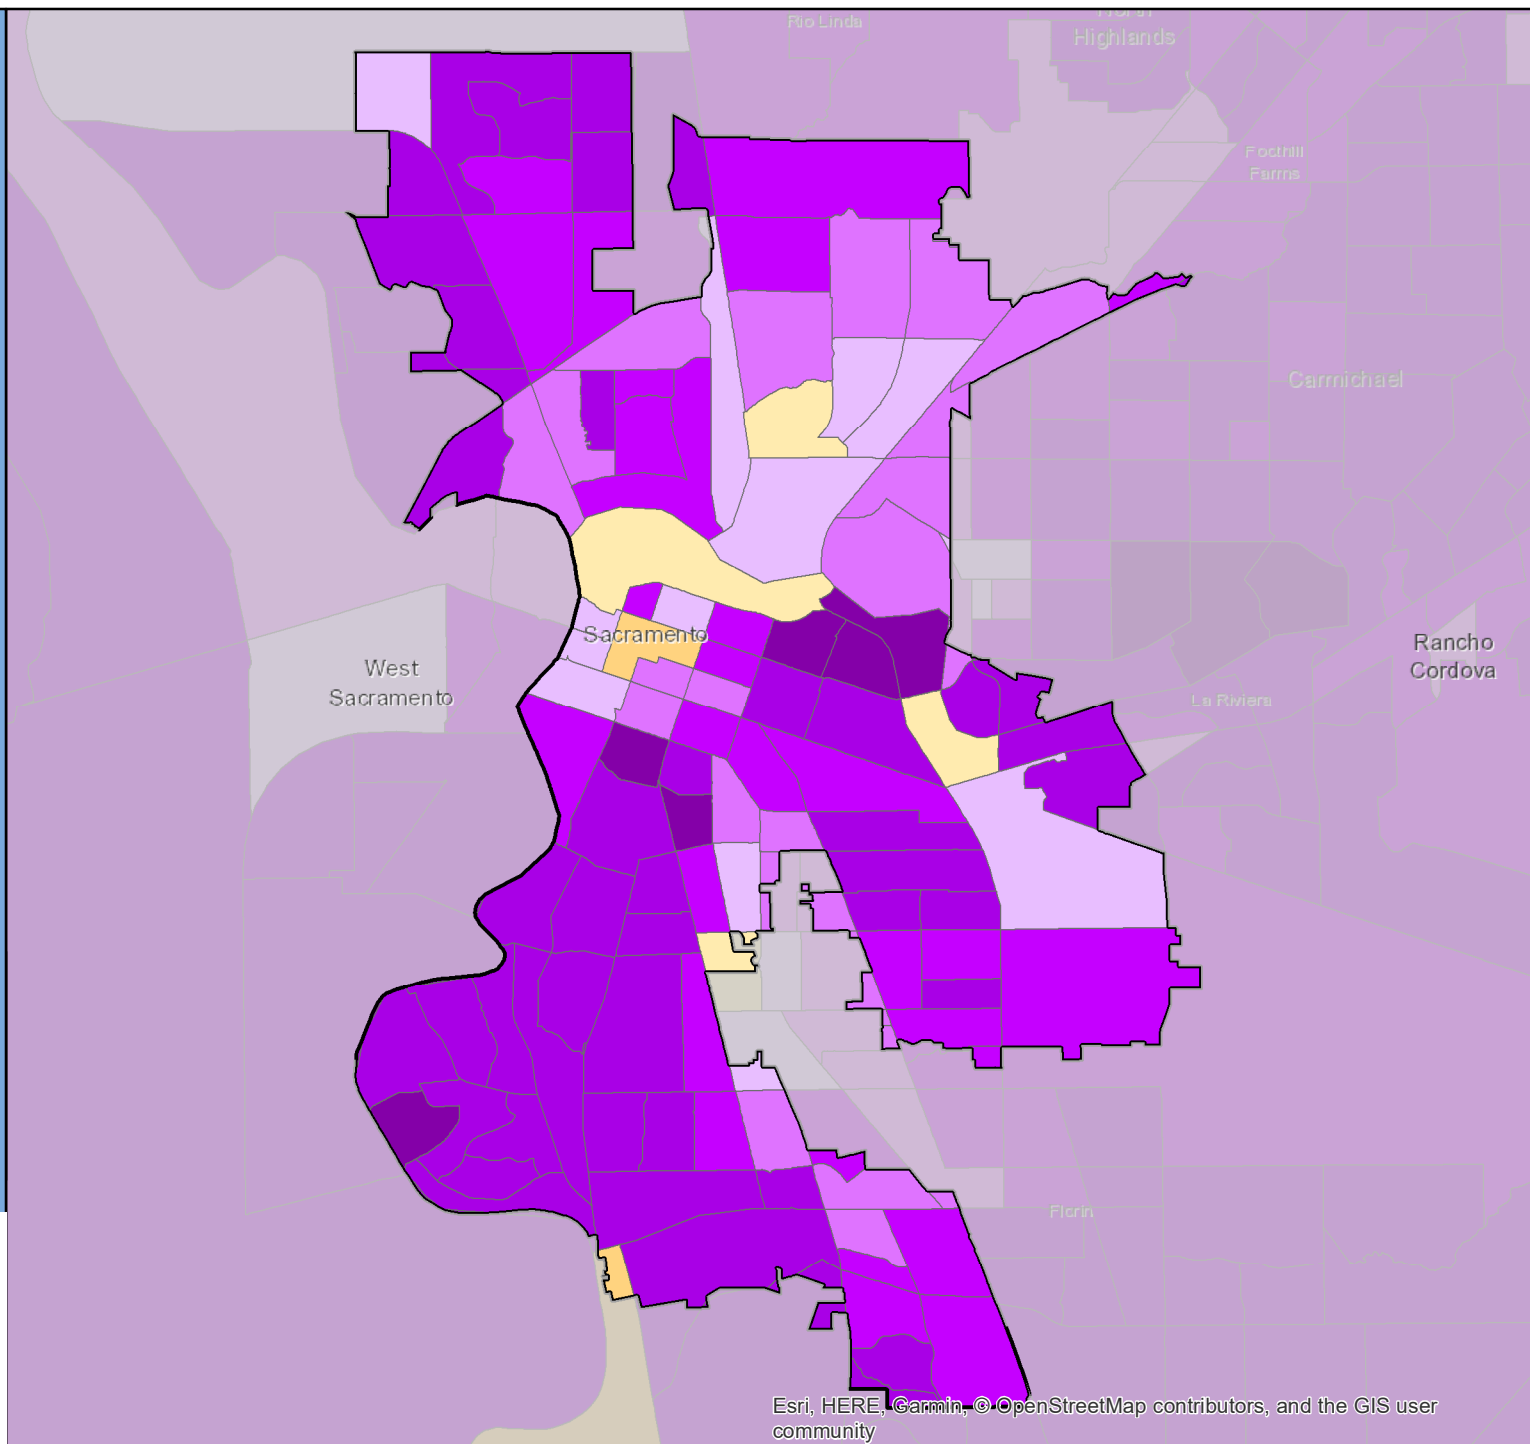 Rio Linda
North
Highlands
Foothill
Farms
Carmichael
Sacramento
West
Sacramento
Rancho
Cordova
La Riviera
Florin
Esri, HERE, Garmin, © OpenStreetMap contributors, and the GIS user
community